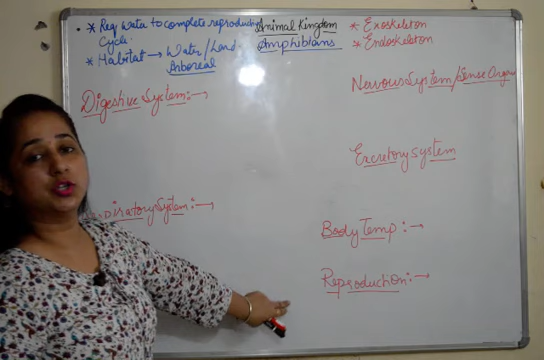 * Req Water to complete reproductive
Cycle.
* Habitat → Water/Land
Arboreal
Animal Kingdom
Amphibians
* Exoskeleton
* Endoskeleton
Digestive System:-→
Nervous System/Sense Organ
Excretory System
System:-→
Body Temp:-→
Reproduction:-→